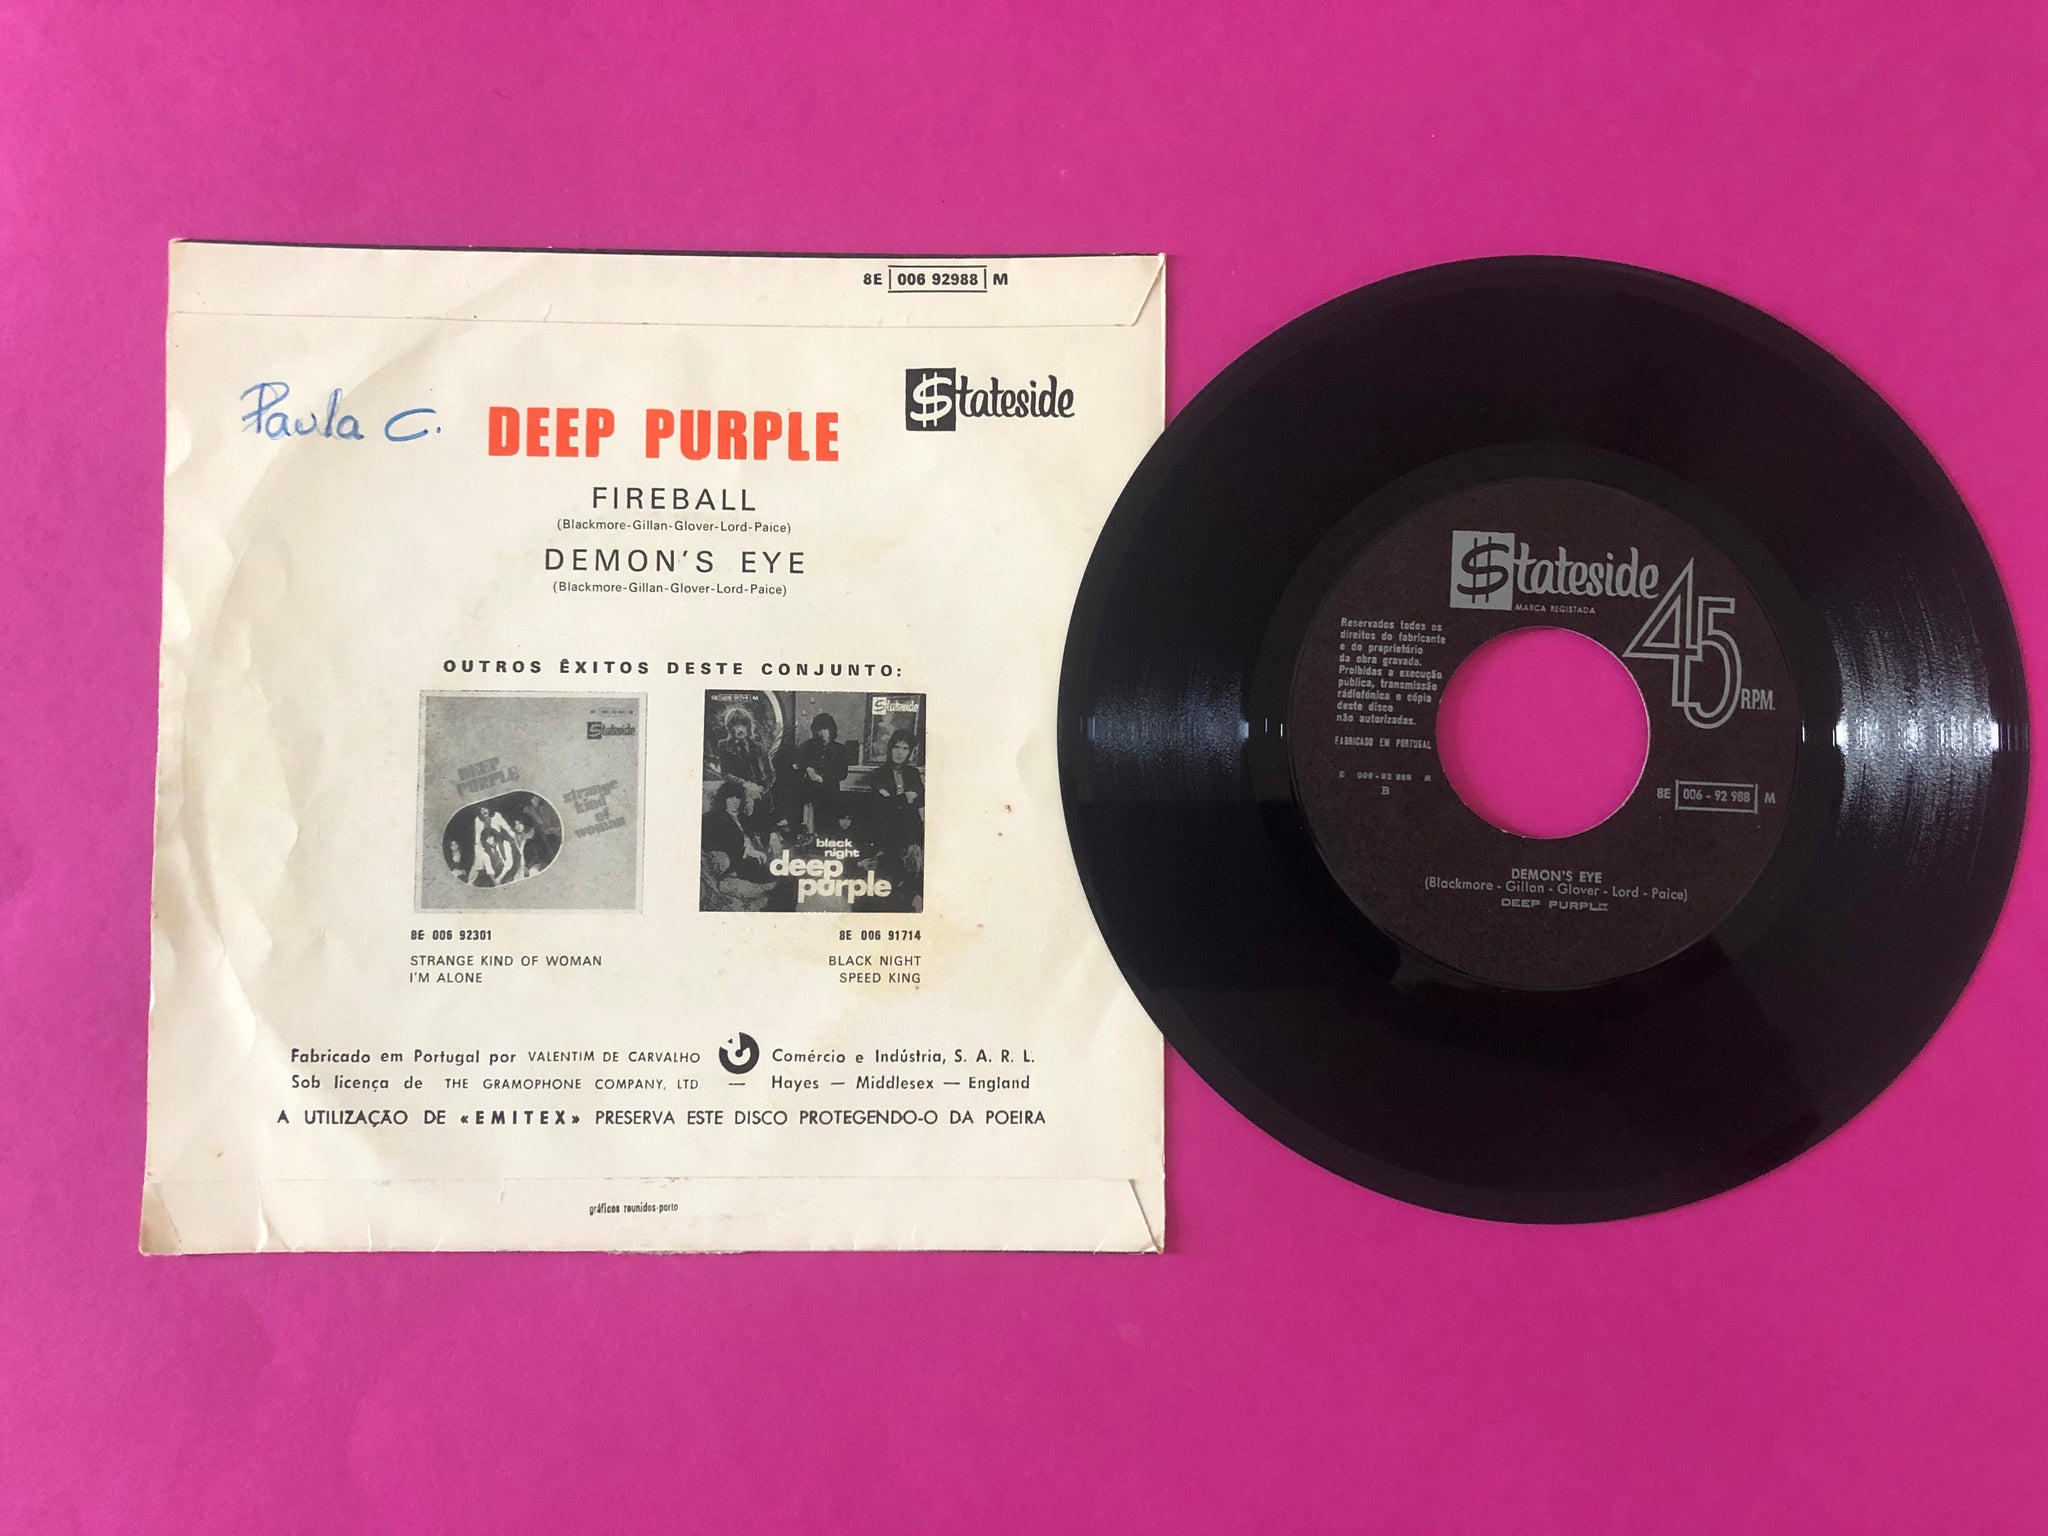 8E 006 92988 M
Paula C.
DEEP PURPLE
Stateside
FIREBALL
(Blackmore-Gillan-Glover-Lord-Paice)
DEMON'S EYE
(Blackmore-Gillan-Glover-Lord-Paice)
OUTROS ÊXITOS DESTE CONJUNTO:
Stateside
DEEP
PURPLE
strange
kind
of
woman
8E 006 91714 M
Stateside
black
night
deep
purple
8E 006 92301
STRANGE KIND OF WOMAN
I'M ALONE
8E 006 91714
BLACK NIGHT
SPEED KING
Fabricado em Portugal por VALENTIM DE CARVALHO Comércio e Indústria, S. A. R. L.
Sob licença de THE GRAMOPHONE COMPANY, LTD. — Hayes — Middlesex — England
A UTILIZAÇÃO DE «EMITEX» PRESERVA ESTE DISCO PROTEGENDO-O DA POEIRA
gráficos reunidos-porto
Stateside
MARCA REGISTADA
45 R.P.M.
Reservados todos os
direitos do fabricante
e do proprietário
da obra gravada.
Proibidas a execução
pública, transmissão
rádiofónica e cópia
deste disco
não autorizadas.
FABRICADO EM PORTUGAL
E 006-92 988 M
B
8E 006 - 92 988 M
DEMON'S EYE
(Blackmore - Gillan - Glover - Lord - Paice)
DEEP PURPLE